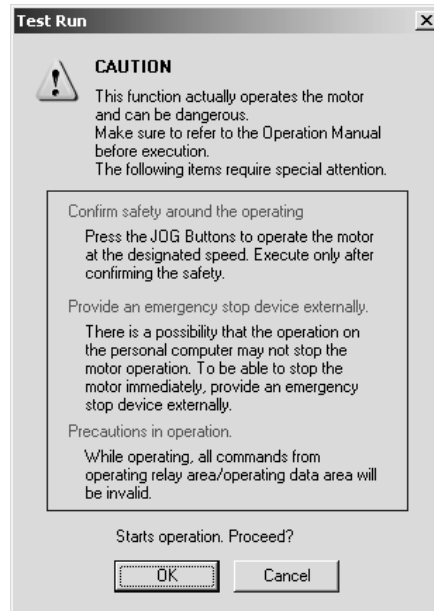 Test Run
CAUTION
This function actually operates the motor
and can be dangerous.
Make sure to refer to the Operation Manual
before execution.
The following items require special attention.
Confirm safety around the operating
Press the JOG Buttons to operate the motor
at the designated speed. Execute only after
confirming the safety.
Provide an emergency stop device externally.
There is a possibility that the operation on
the personal computer may not stop the
motor operation. To be able to stop the
motor immediately, provide an emergency
stop device externally.
Precautions in operation.
While operating, all commands from
operating relay area/operating data area will
be invalid.
Starts operation. Proceed?
OK
Cancel